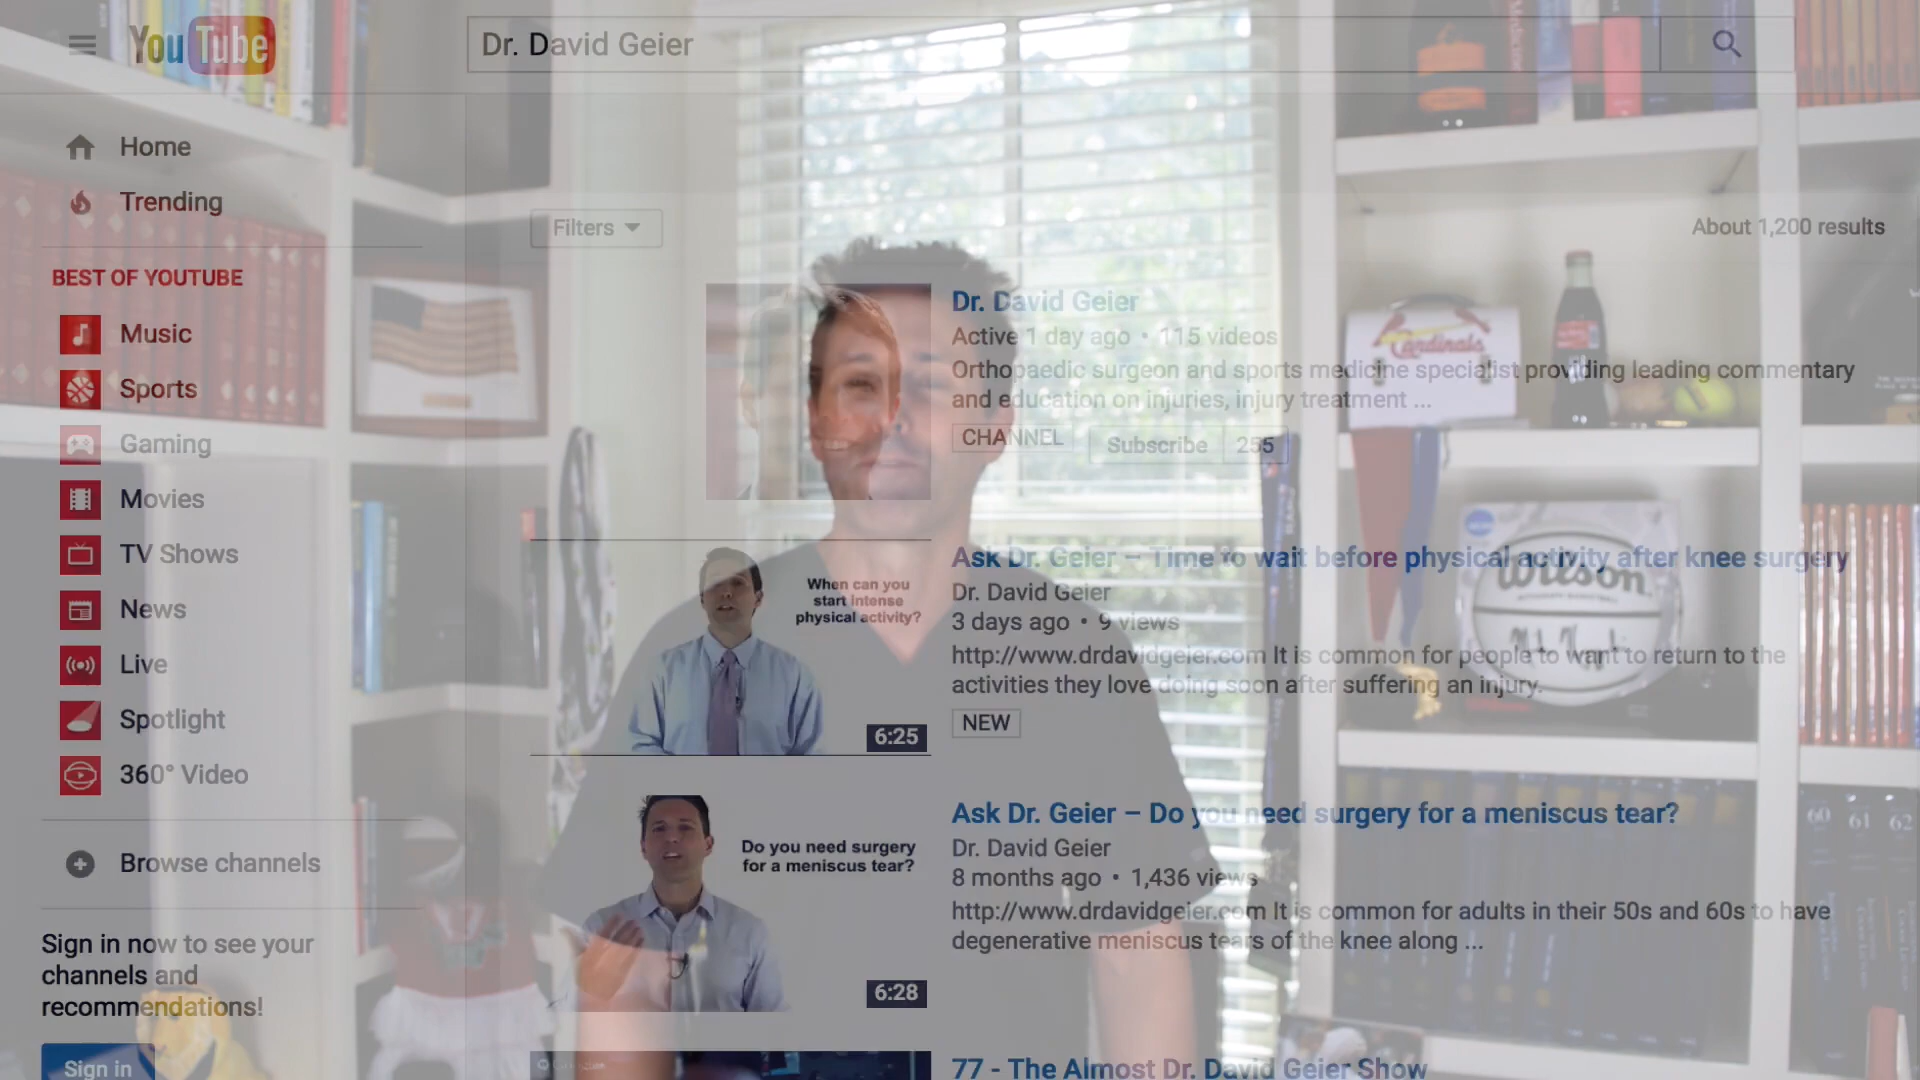 YouTube
Dr. David Geier
Home
Trending
Filters
About 1,200 results
BEST OF YOUTUBE
Music
Sports
Gaming
Movies
TV Shows
News
Live
Spotlight
360° Video
Browse channels
Sign in now to see your
channels and
recommendations!
Sign in
Dr. David Geier
Active 1 day ago • 115 videos
Orthopaedic surgeon and sports medicine specialist providing leading commentary
and education on injuries, injury treatment ...
CHANNEL
Subscribe 255
When can you
start intense
physical activity?
6:25
Ask Dr. Geier – Time to wait before physical activity after knee surgery
Dr. David Geier
3 days ago • 9 views
http://www.drdavidgeier.com It is common for people to want to return to the
activities they love doing soon after suffering an injury.
NEW
Do you need surgery
for a meniscus tear?
6:28
Ask Dr. Geier – Do you need surgery for a meniscus tear?
Dr. David Geier
8 months ago • 1,436 views
http://www.drdavidgeier.com It is common for adults in their 50s and 60s to have
degenerative meniscus tears of the knee along ...
77 - The Almost Dr. David Geier Show
Cardinals
Wilson
60 61 62